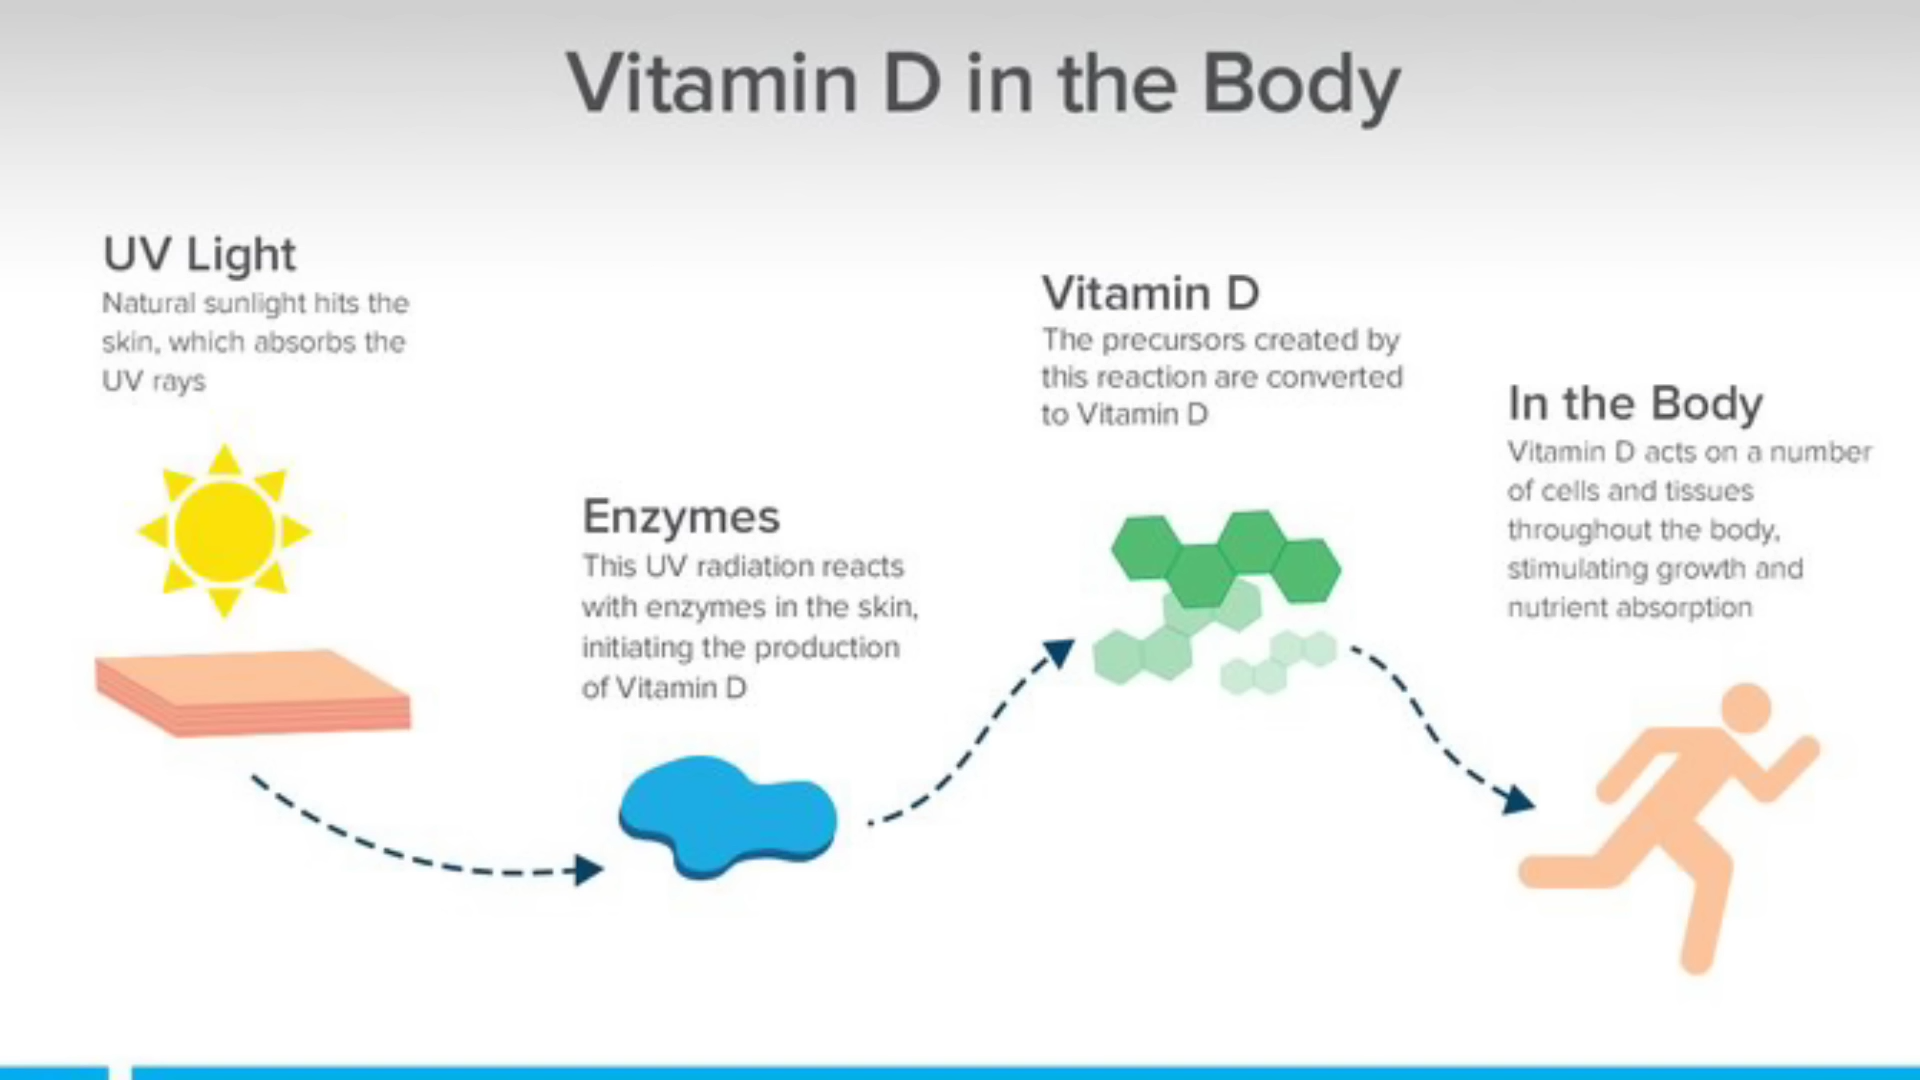 Vitamin D in the Body
UV Light
Natural sunlight hits the
skin, which absorbs the
UV rays
Enzymes
This UV radiation reacts
with enzymes in the skin,
initiating the production
of Vitamin D
Vitamin D
The precursors created by
this reaction are converted
to Vitamin D
In the Body
Vitamin D acts on a number
of cells and tissues
throughout the body,
stimulating growth and
nutrient absorption